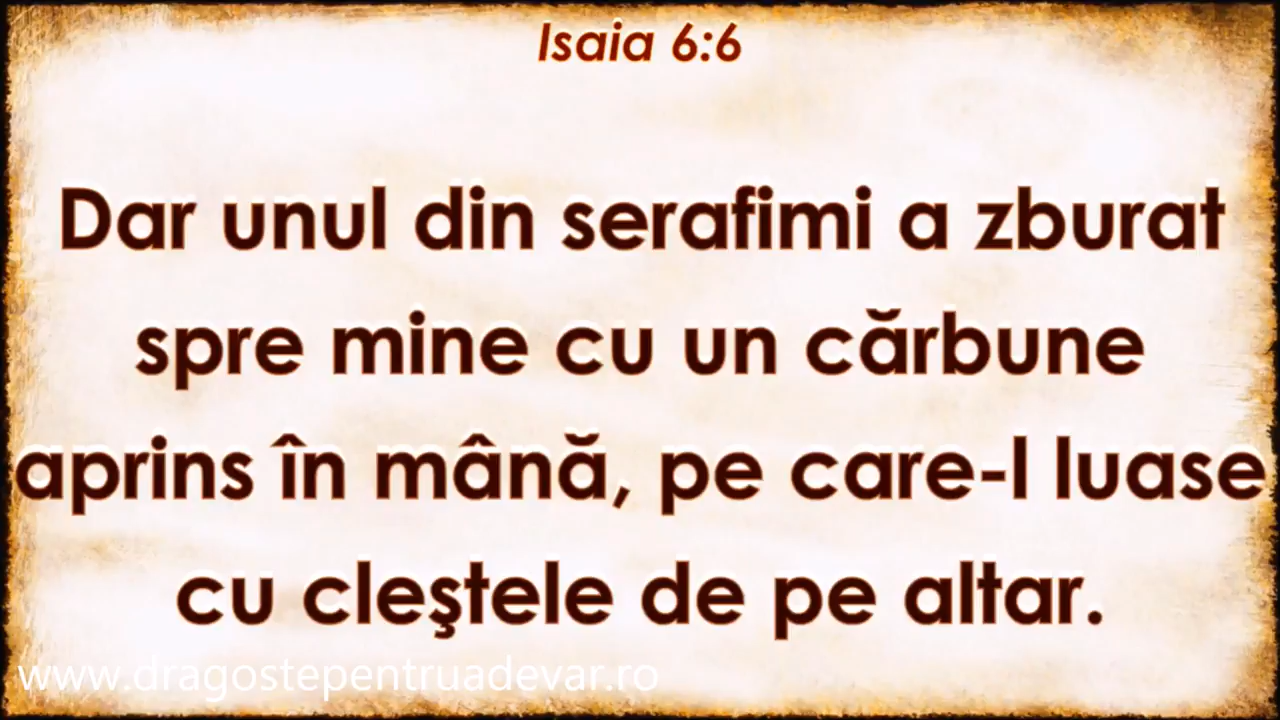 Isaia 6:6
Dar unul din serafimi a zburat
spre mine cu un cărbune
aprins în mână, pe care-l luase
cu cleştele de pe altar.
www.dragostepentruadevar.ro